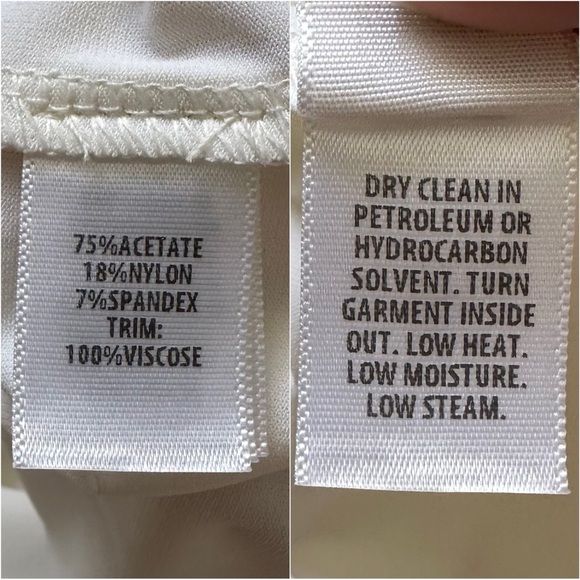 75%ACETATE
18%NYLON
7%SPANDEX
TRIM:
100%VISCOSE
DRY CLEAN IN
PETROLEUM OR
HYDROCARBON
SOLVENT. TURN
GARMENT INSIDE
OUT. LOW HEAT.
LOW MOISTURE.
LOW STEAM.